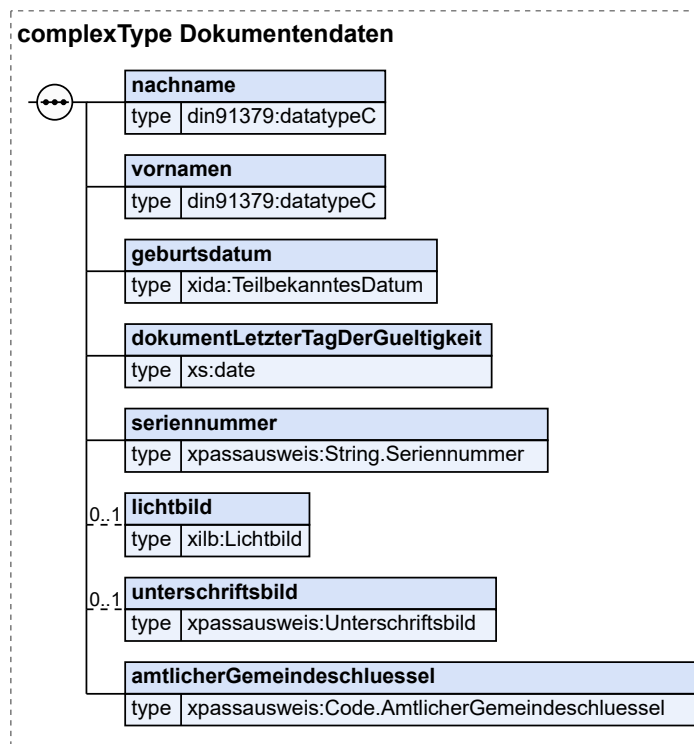 complexType Dokumentendaten
nachname
type din91379:datatypeC
vornamen
type din91379:datatypeC
geburtsdatum
type xida:TeilbekanntesDatum
dokumentLetzterTagDerGueltigkeit
type xs:date
seriennummer
type xpassausweis:String.Seriennummer
0..1 lichtbild
type xilb:Lichtbild
0..1 unterschriftsbild
type xpassausweis:Unterschriftsbild
amtlicherGemeindeschluessel
type xpassausweis:Code.AmtlicherGemeindeschluessel